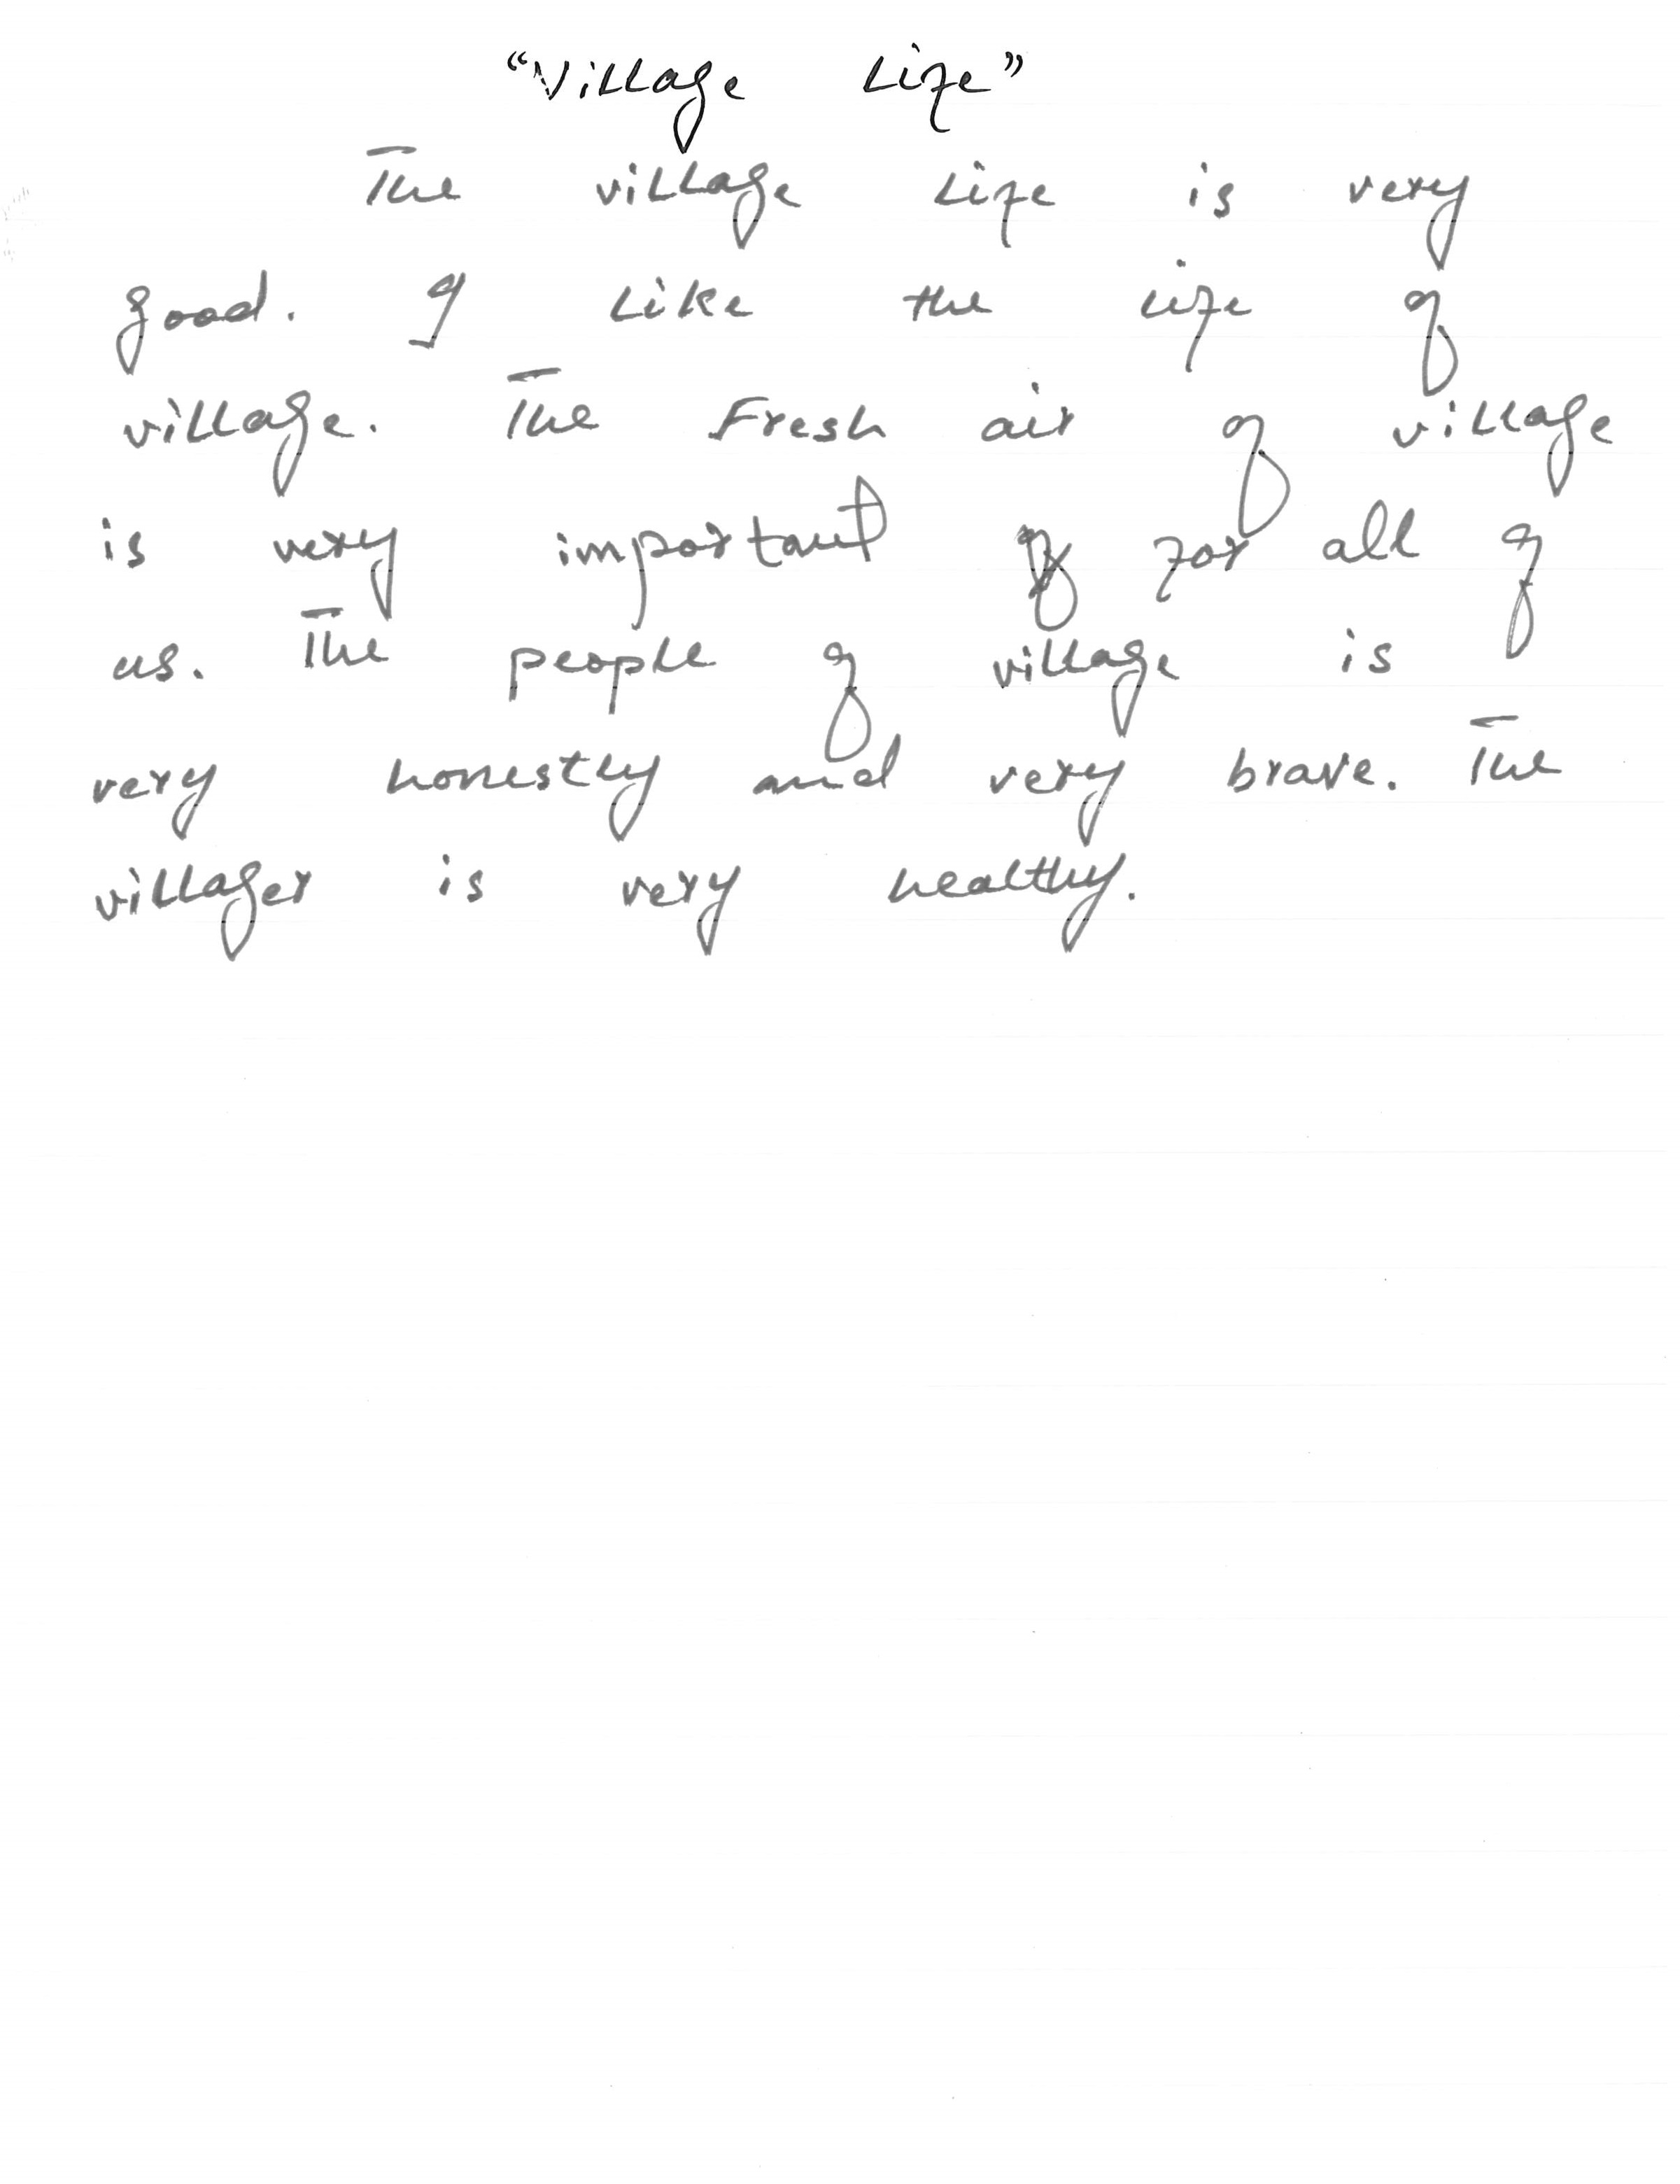 "Village Life"
The village life is very
good. I like the life of
village. The Fresh air of village
is very important for all of
us. The people of village is
very honestly and very brave. The
villager is very healthy.